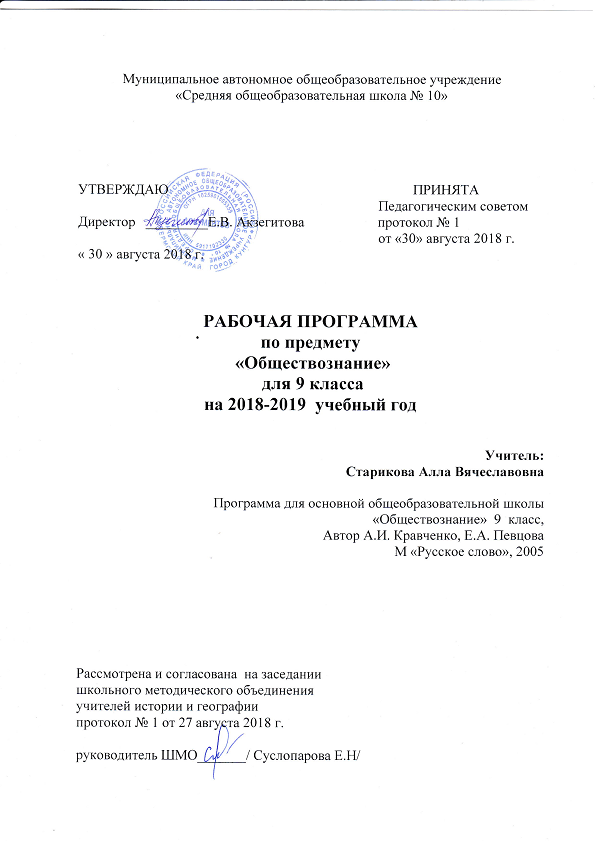 Муниципальное автономное общеобразовательное учреждение
«Средняя общеобразовательная школа № 10»
УТВЕРЖДАЮ
Директор _________Е.В. Акзегитова
« 30 » августа 2018 г.
ПРИНЯТА
Педагогическим советом
протокол № 1
от «30» августа 2018 г.
РАБОЧАЯ ПРОГРАММА
по предмету
«Обществознание»
для 9 класса
на 2018-2019 учебный год
Учитель:
Старикова Алла Вячеславовна
Программа для основной общеобразовательной школы
«Обществознание» 9 класс,
Автор А.И. Кравченко, Е.А. Певцова
М «Русское слово», 2005
Рассмотрена и согласована на заседании
школьного методического объединения
учителей истории и географии
протокол № 1 от 27 августа 2018 г.
руководитель ШМО_______/ Суслопарова Е.Н/